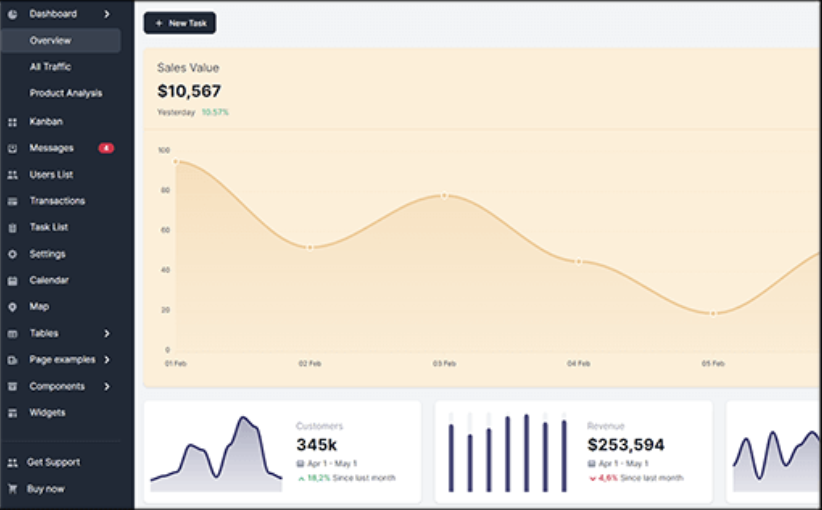 Dashboard
Overview
All Traffic
Product Analysis
Kanban
Messages 4
Users List
Transactions
Task List
Settings
Calendar
Map
Tables
Page examples
Components
Widgets
Get Support
Buy now
+ New Task
Sales Value
$10,567
Yesterday 10.57%
100
80
60
40
20
0
01 Feb 02 Feb 03 Feb 04 Feb 05 Feb
Customers
345k
Apr 1 - May 1
18,2% Since last month
Revenue
$253,594
Apr 1 - May 1
4,6% Since last month